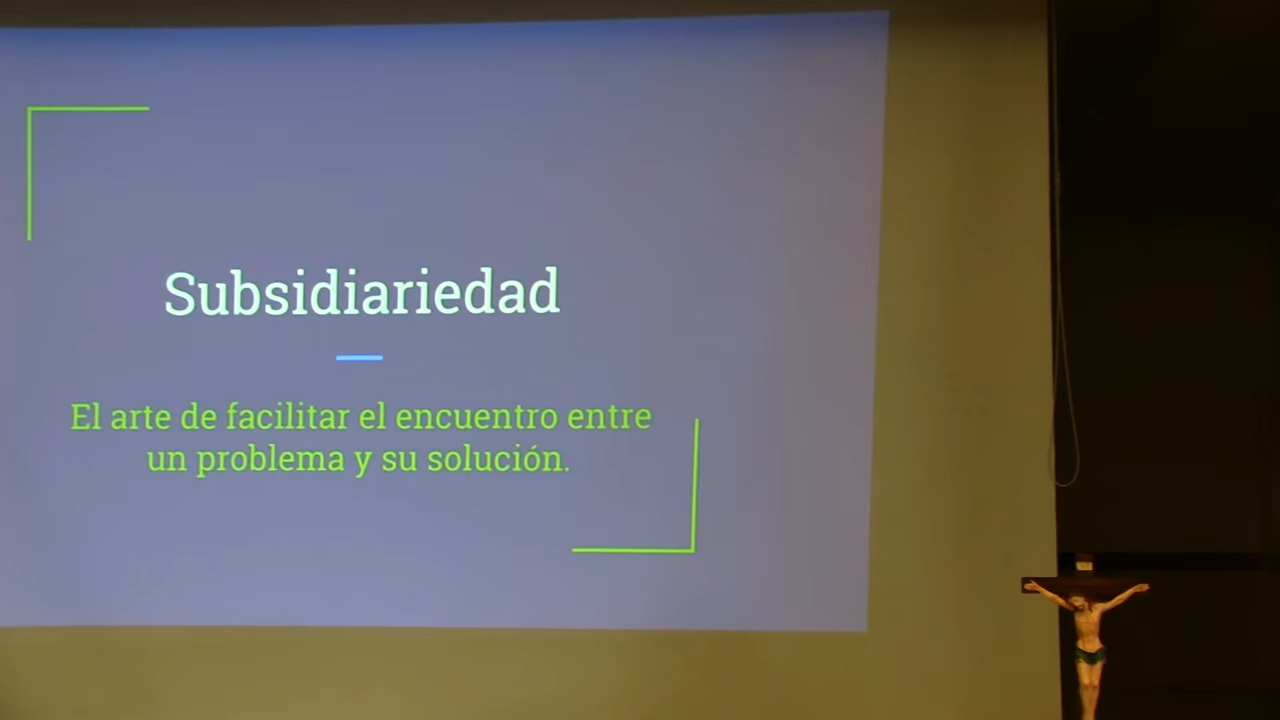 Subsidiariedad
El arte de facilitar el encuentro entre
un problema y su solución.